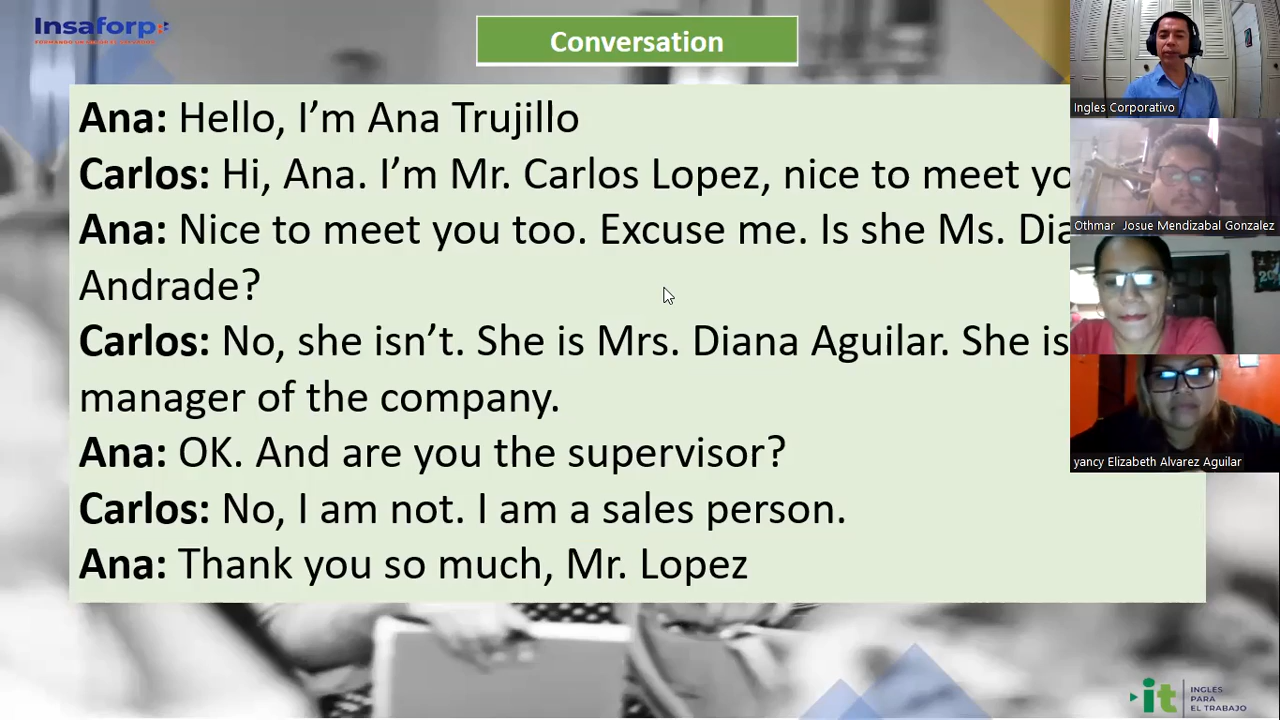 Insaforp
Conversation
Ana: Hello, I'm Ana Trujillo
Carlos: Hi, Ana. I'm Mr. Carlos Lopez, nice to meet yo
Ana: Nice to meet you too. Excuse me. Is she Ms. Dia
Andrade?
Carlos: No, she isn't. She is Mrs. Diana Aguilar. She is
manager of the company.
Ana: OK. And are you the supervisor?
Carlos: No, I am not. I am a sales person.
Ana: Thank you so much, Mr. Lopez
Ingles Corporativo
Othmar Josue Mendizabal Gonzalez
yancy Elizabeth Alvarez Aguilar
it
INGLES
PARA
EL TRABAJO